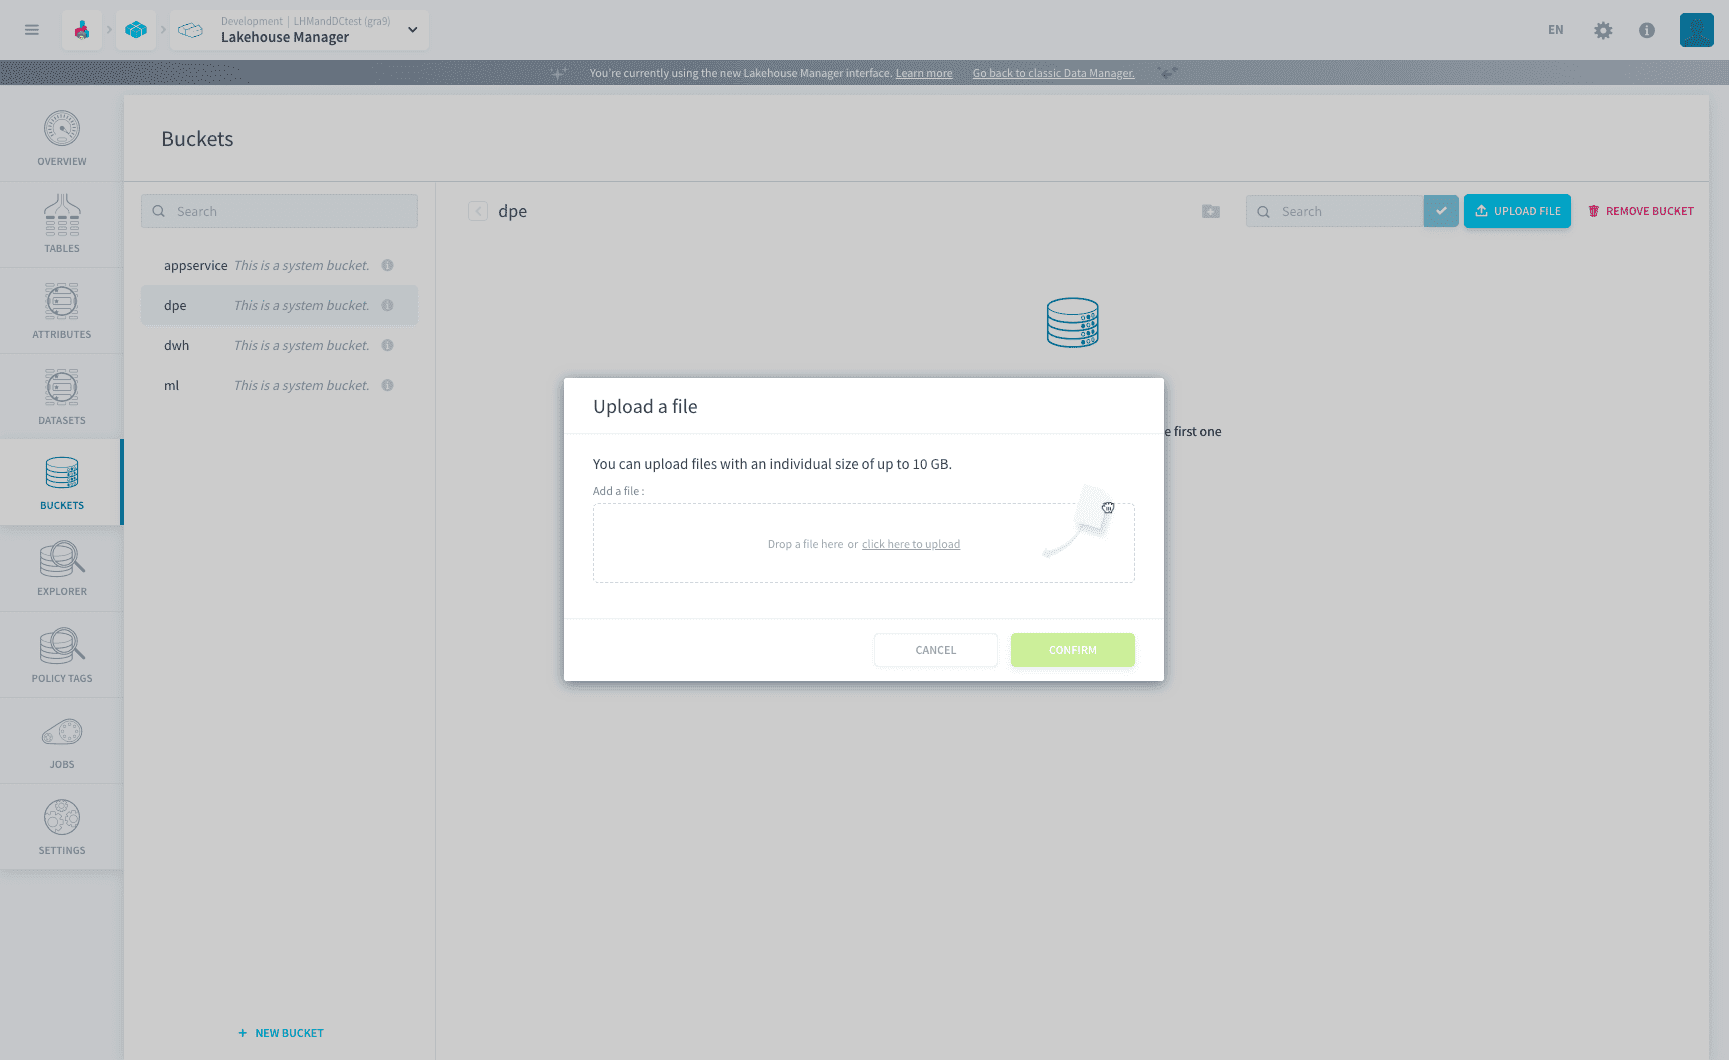 Development | LHMandDCtest (gra9)
Lakehouse Manager
EN
You're currently using the new Lakehouse Manager interface. Learn more Go back to classic Data Manager.
OVERVIEW
TABLES
ATTRIBUTES
DATASETS
BUCKETS
EXPLORER
POLICY TAGS
JOBS
SETTINGS
Buckets
Search
appservice This is a system bucket.
dpe This is a system bucket.
dwh This is a system bucket.
ml This is a system bucket.
+ NEW BUCKET
dpe
Search
UPLOAD FILE
REMOVE BUCKET
first one
Upload a file
You can upload files with an individual size of up to 10 GB.
Add a file :
Drop a file here or click here to upload
CANCEL
CONFIRM